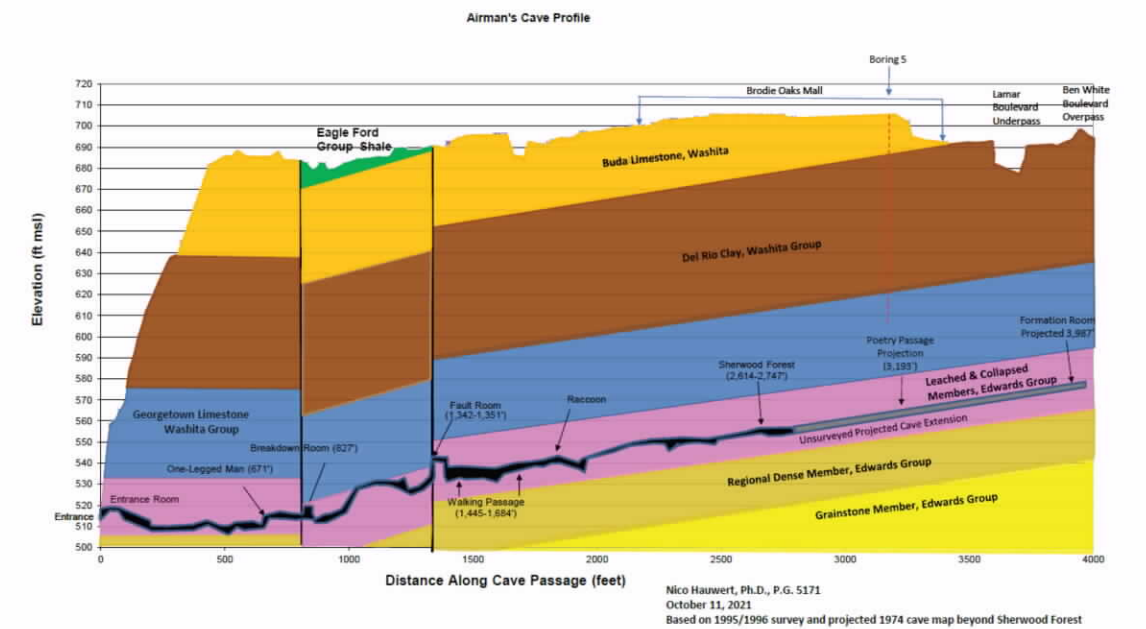 Airman's Cave Profile
Boring 5
Brodie Oaks Mall
Lamar
Boulevard
Underpass
Ben White
Boulevard
Overpass
720
710
700
690
680
670
660
650
640
630
620
610
600
590
580
570
560
550
540
530
520
510
500
Entrance
Elevation (ft msl)
Eagle Ford
Group Shale
Buda Limestone, Washita
Del Rio Clay, Washita Group
Georgetown Limestone
Washita Group
Formation Room
Projected 3,987'
Poetry Passage
Projection
(3,193')
Sherwood Forest
(2,614-2,747')
Leached & Collapsed
Members, Edwards Group
Raccoon
Fault Room
(1,342-1,351')
Unsurveyed Projected Cave Extension
Breakdown Room (827')
One-Legged Man (671')
Entrance Room
Walking Passage
(1,445-1,684')
Regional Dense Member, Edwards Group
Grainstone Member, Edwards Group
0
500
1000
1500
2000
2500
3000
3500
4000
Distance Along Cave Passage (feet)
Nico Hauwert, Ph.D., P.G. 5171
October 11, 2021
Based on 1995/1996 survey and projected 1974 cave map beyond Sherwood Forest